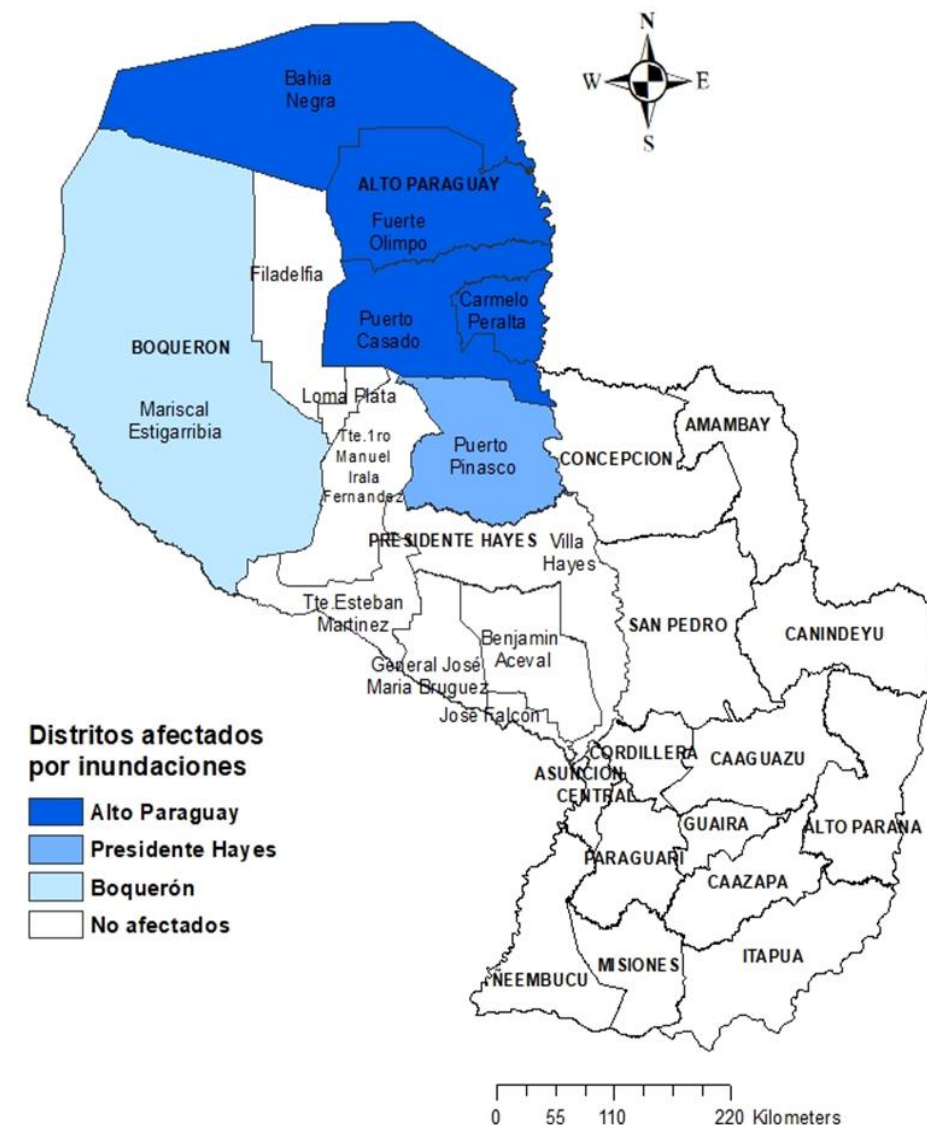 N
W E
S
Bahia
Negra
ALTO PARAGUAY
Fuerte
Olimpo
Filadelfia
Carmelo
Peralta
Puerto
Casado
BOQUERON
Loma Plata
Mariscal
Estigarribia
AMAMBAY
Tte.1ro
Manuel
Irala
Fernandez
Puerto
Pinasco
CONCEPCION
PRESIDENTE HAYES
Villa
Hayes
Tte.Esteban
Martinez
SAN PEDRO
CANINDEYU
Benjamin
Aceval
General José
Maria Bruguez
José Falcón
CORDILLERA
CAAGUAZU
ASUNCION
CENTRAL
GUAIRA
ALTO PARANA
PARAGUARI
CAAZAPA
ITAPUA
MISIONES
ÑEEMBUCU
Distritos afectados
por inundaciones
Alto Paraguay
Presidente Hayes
Boquerón
No afectados
0 55 110 220 Kilometers